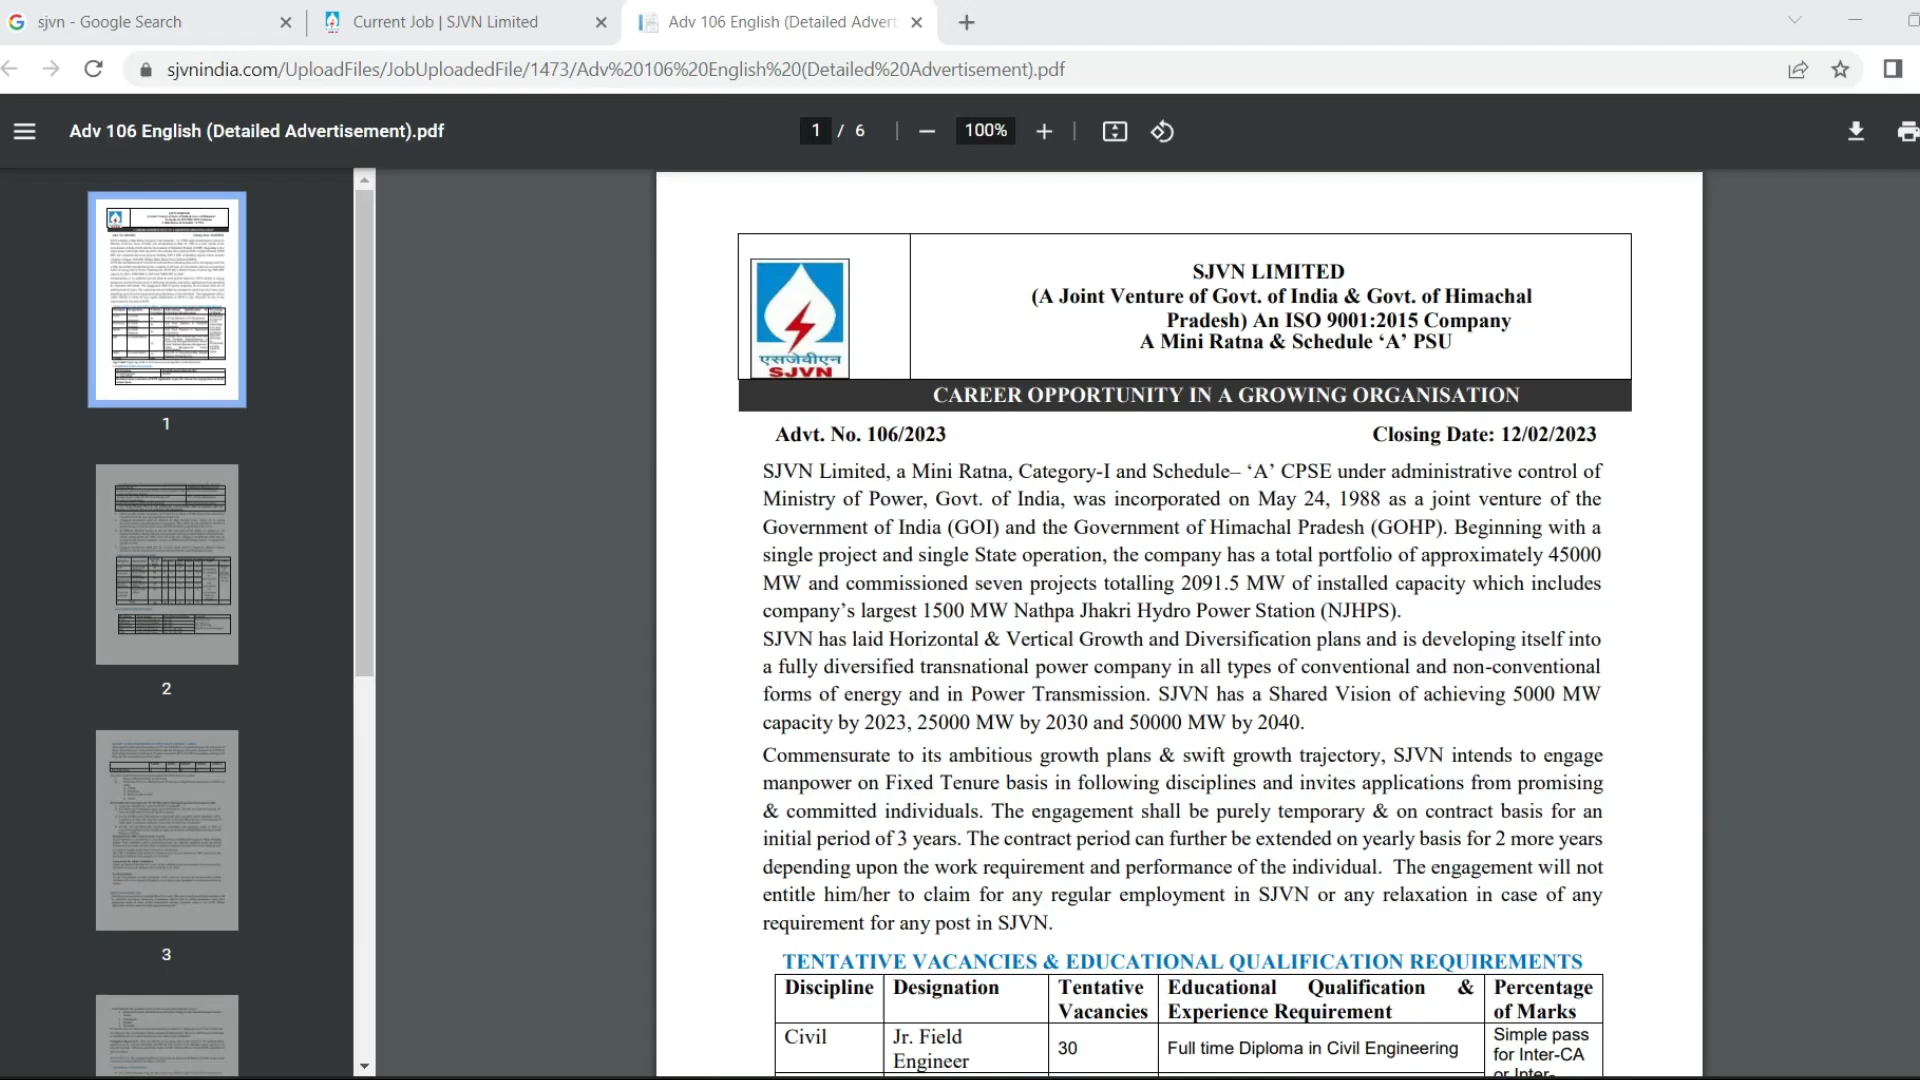 sjvn - Google Search
Current Job | SJVN Limited
Adv 106 English (Detailed Advert
sjvnindia.com/UploadFiles/JobUploadedFile/1473/Adv%20106%20English%20(Detailed%20Advertisement).pdf
Adv 106 English (Detailed Advertisement).pdf
1 / 6
100%
1
2
3
एसजेवीएन
SJVN
SJVN LIMITED
(A Joint Venture of Govt. of India & Govt. of Himachal
Pradesh) An ISO 9001:2015 Company
A Mini Ratna & Schedule ‘A’ PSU
CAREER OPPORTUNITY IN A GROWING ORGANISATION
Advt. No. 106/2023 Closing Date: 12/02/2023
SJVN Limited, a Mini Ratna, Category-I and Schedule– ‘A’ CPSE under administrative control of
Ministry of Power, Govt. of India, was incorporated on May 24, 1988 as a joint venture of the
Government of India (GOI) and the Government of Himachal Pradesh (GOHP). Beginning with a
single project and single State operation, the company has a total portfolio of approximately 45000
MW and commissioned seven projects totalling 2091.5 MW of installed capacity which includes
company’s largest 1500 MW Nathpa Jhakri Hydro Power Station (NJHPS).
SJVN has laid Horizontal & Vertical Growth and Diversification plans and is developing itself into
a fully diversified transnational power company in all types of conventional and non-conventional
forms of energy and in Power Transmission. SJVN has a Shared Vision of achieving 5000 MW
capacity by 2023, 25000 MW by 2030 and 50000 MW by 2040.
Commensurate to its ambitious growth plans & swift growth trajectory, SJVN intends to engage
manpower on Fixed Tenure basis in following disciplines and invites applications from promising
& committed individuals. The engagement shall be purely temporary & on contract basis for an
initial period of 3 years. The contract period can further be extended on yearly basis for 2 more years
depending upon the work requirement and performance of the individual. The engagement will not
entitle him/her to claim for any regular employment in SJVN or any relaxation in case of any
requirement for any post in SJVN.
TENTATIVE VACANCIES & EDUCATIONAL QUALIFICATION REQUIREMENTS
Discipline Designation Tentative Educational Qualification & Percentage
Vacancies Experience Requirement of Marks
Civil Jr. Field Engineer 30 Full time Diploma in Civil Engineering Simple pass
for Inter-CA
or Inter-